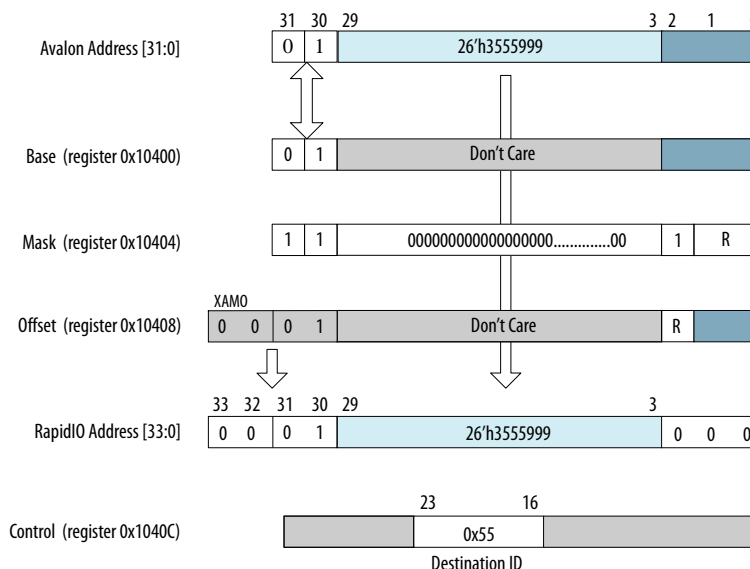 31 30 29 3 2 1
Avalon Address [31:0] 0 1 26'h3555999
Base (register 0x10400) 0 1 Don't Care
Mask (register 0x10404) 1 1 000000000000000000..............00 1 R
XAMO
Offset (register 0x10408) 0 0 0 1 Don't Care R
33 32 31 30 29 3
RapidIO Address [33:0] 0 0 0 1 26'h3555999 0 0 0
23 16
Control (register 0x1040C) 0x55
Destination ID